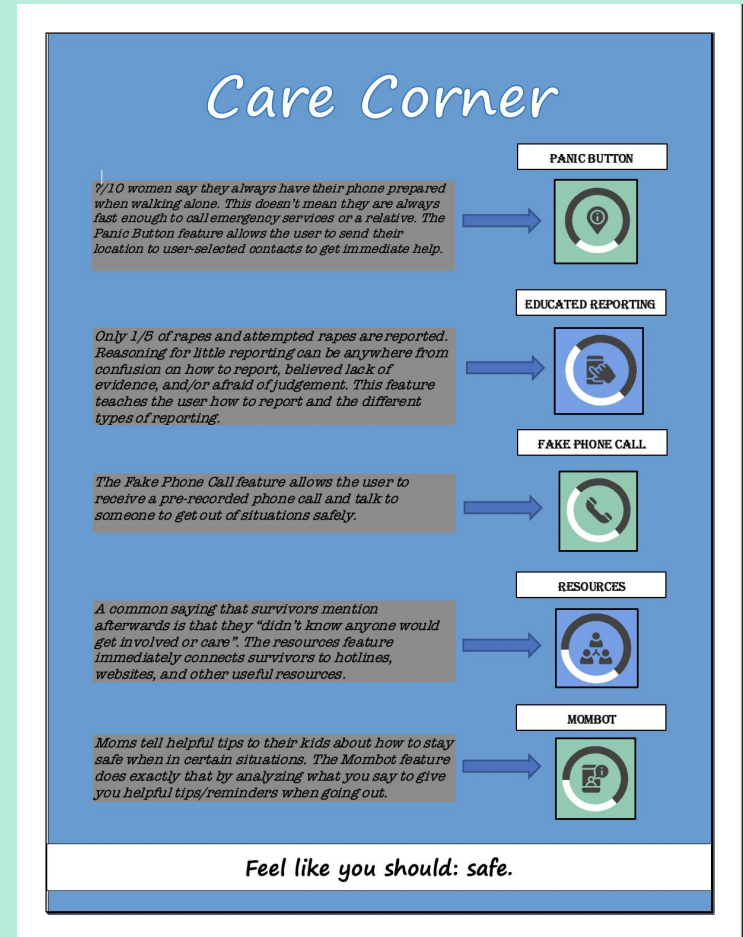 Care Corner
PANIC BUTTON
?/10 women say they always have their phone prepared
when walking alone. This doesn't mean they are always
fast enough to call emergency services or a relative. The
Panic Button feature allows the user to send their
location to user-selected contacts to get immediate help.
EDUCATED REPORTING
Only 1/5 of rapes and attempted rapes are reported.
Reasoning for little reporting can be anywhere from
confusion on how to report, believed lack of
evidence, and/or afraid of judgement. This feature
teaches the user how to report and the different
types of reporting.
FAKE PHONE CALL
The Fake Phone Call feature allows the user to
receive a pre-recorded phone call and talk to
someone to get out of situations safely.
RESOURCES
A common saying that survivors mention
afterwards is that they “didn't know anyone would
get involved or care”. The resources feature
immediately connects survivors to hotlines,
websites, and other useful resources.
MOMBOT
Moms tell helpful tips to their kids about how to stay
safe when in certain situations. The Mombot feature
does exactly that by analyzing what you say to give
you helpful tips/reminders when going out.
Feel like you should: safe.